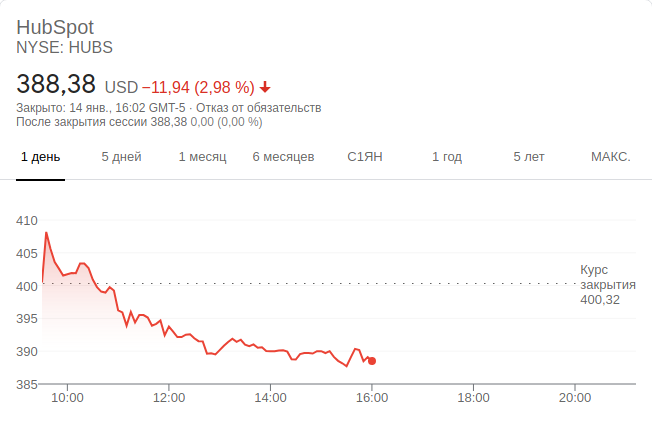 HubSpot
NYSE: HUBS
388,38 USD −11,94 (2,98 %)
Закрыто: 14 янв., 16:02 GMT-5 · Отказ от обязательств
После закрытия сессии 388,38 0,00 (0,00 %)
1 день 5 дней 1 месяц 6 месяцев С1ЯН 1 год 5 лет МАКС.
410
405
400
395
390
385
Курс
закрытия
400,32
10:00 12:00 14:00 16:00 18:00 20:00